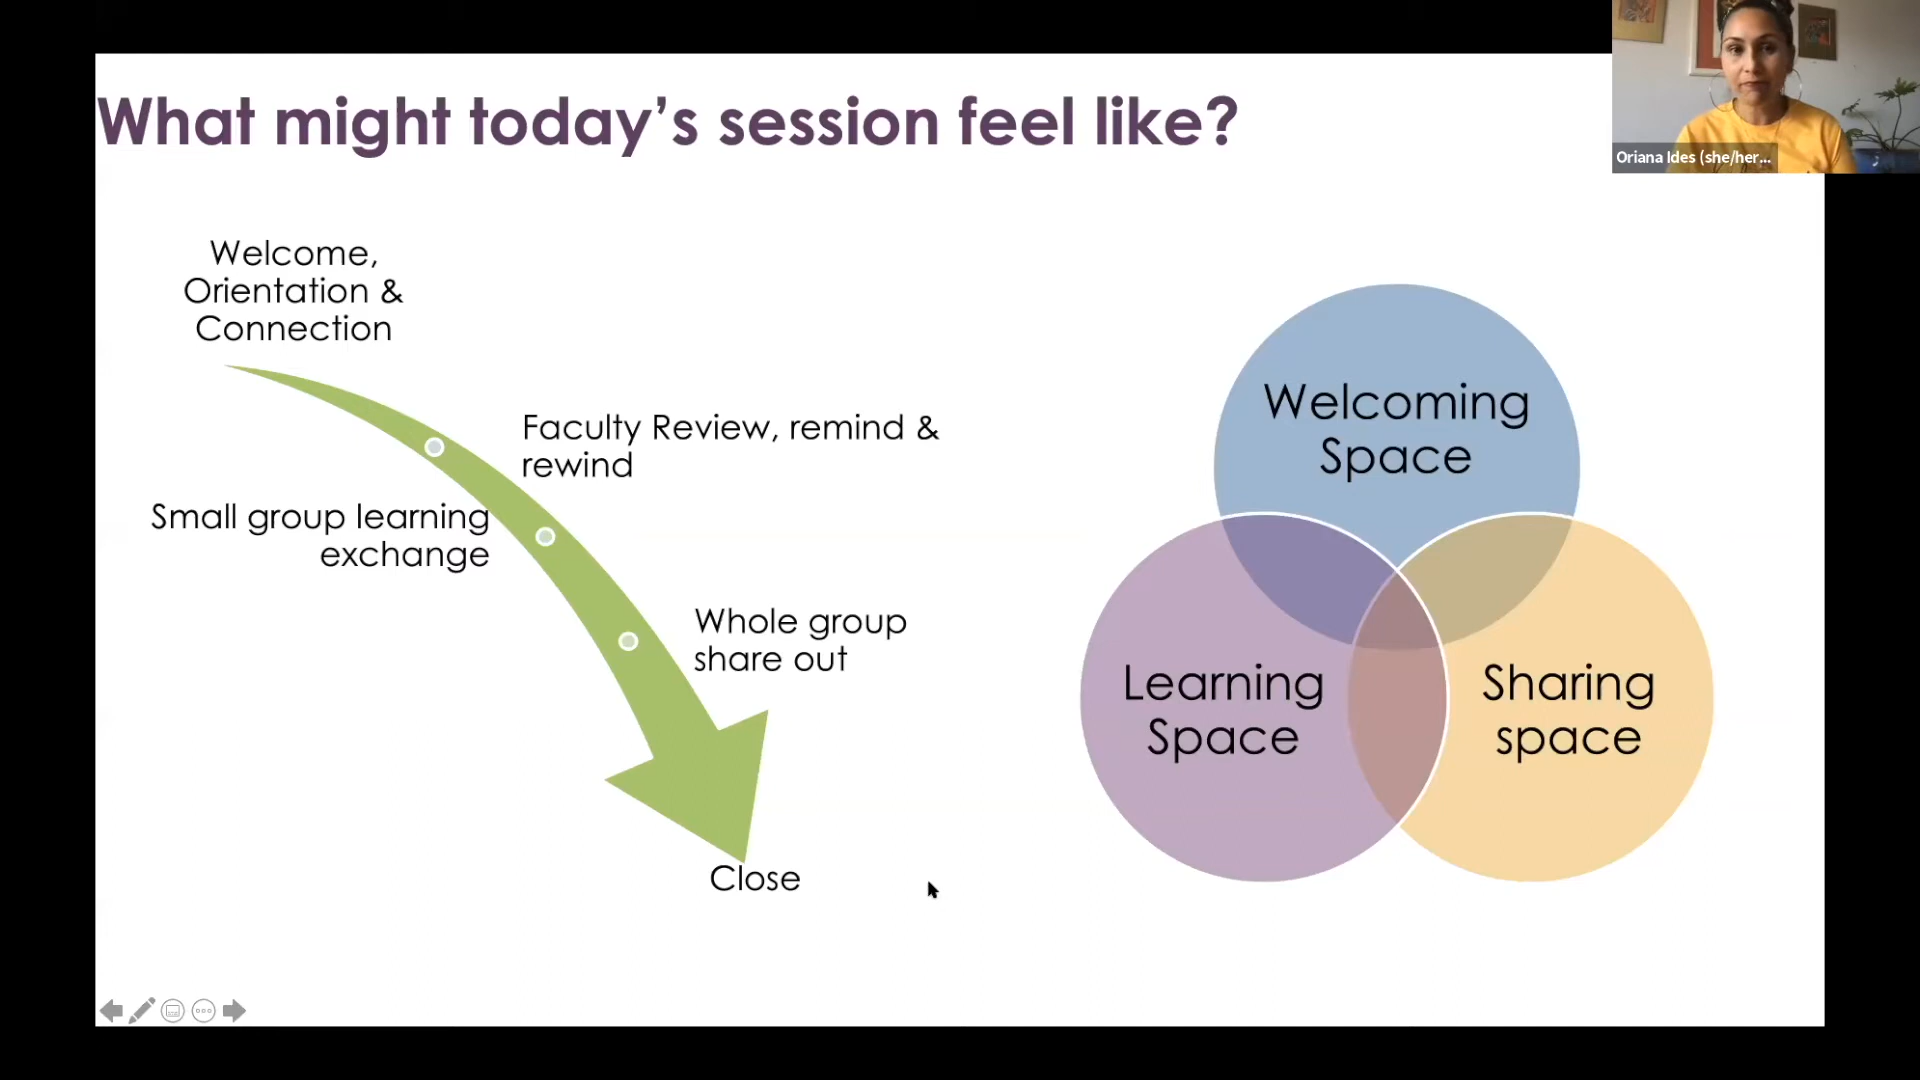 What might today’s session feel like?
Oriana Ides (she/her...
Welcome,
Orientation &
Connection
Faculty Review, remind &
rewind
Small group learning
exchange
Whole group
share out
Close
Welcoming
Space
Learning
Space
Sharing
space